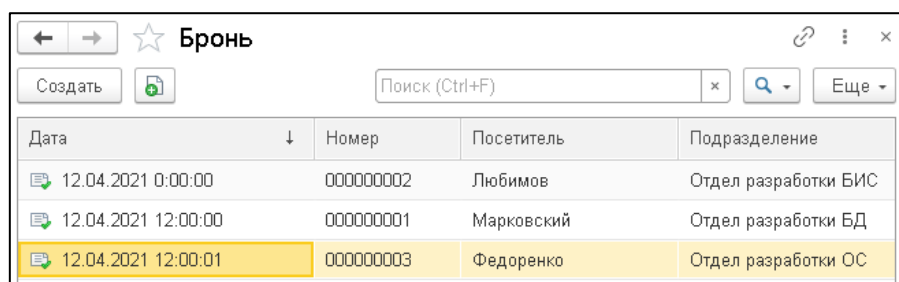 Бронь
Создать Поиск (Ctrl+F) Еще
Дата Номер Посетитель Подразделение
12.04.2021 0:00:00 000000002 Любимов Отдел разработки БИС
12.04.2021 12:00:00 000000001 Марковский Отдел разработки БД
12.04.2021 12:00:01 000000003 Федоренко Отдел разработки ОС